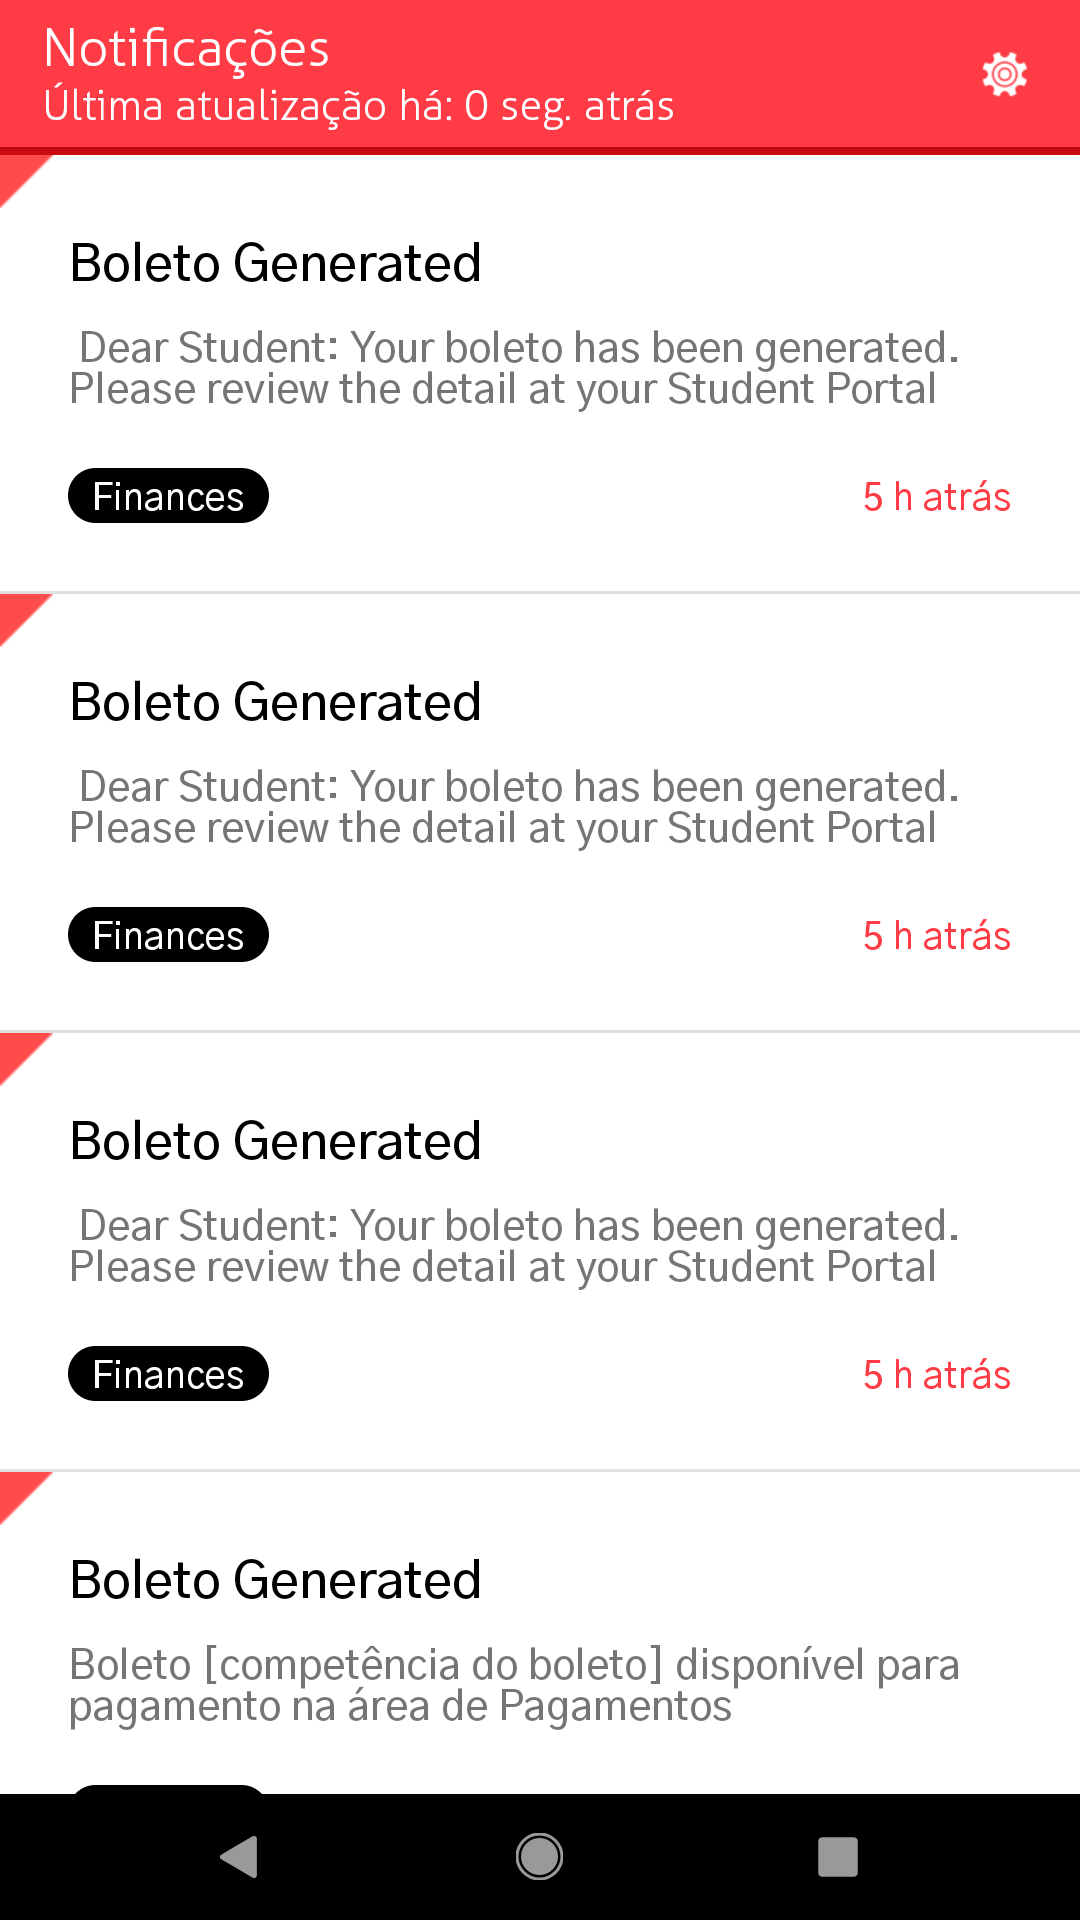 Notificações
Última atualização há: 0 seg. atrás
Boleto Generated
Dear Student: Your boleto has been generated.
Please review the detail at your Student Portal
Finances
5 h atrás
Boleto Generated
Dear Student: Your boleto has been generated.
Please review the detail at your Student Portal
Finances
5 h atrás
Boleto Generated
Dear Student: Your boleto has been generated.
Please review the detail at your Student Portal
Finances
5 h atrás
Boleto Generated
Boleto [competência do boleto] disponível para
pagamento na área de Pagamentos